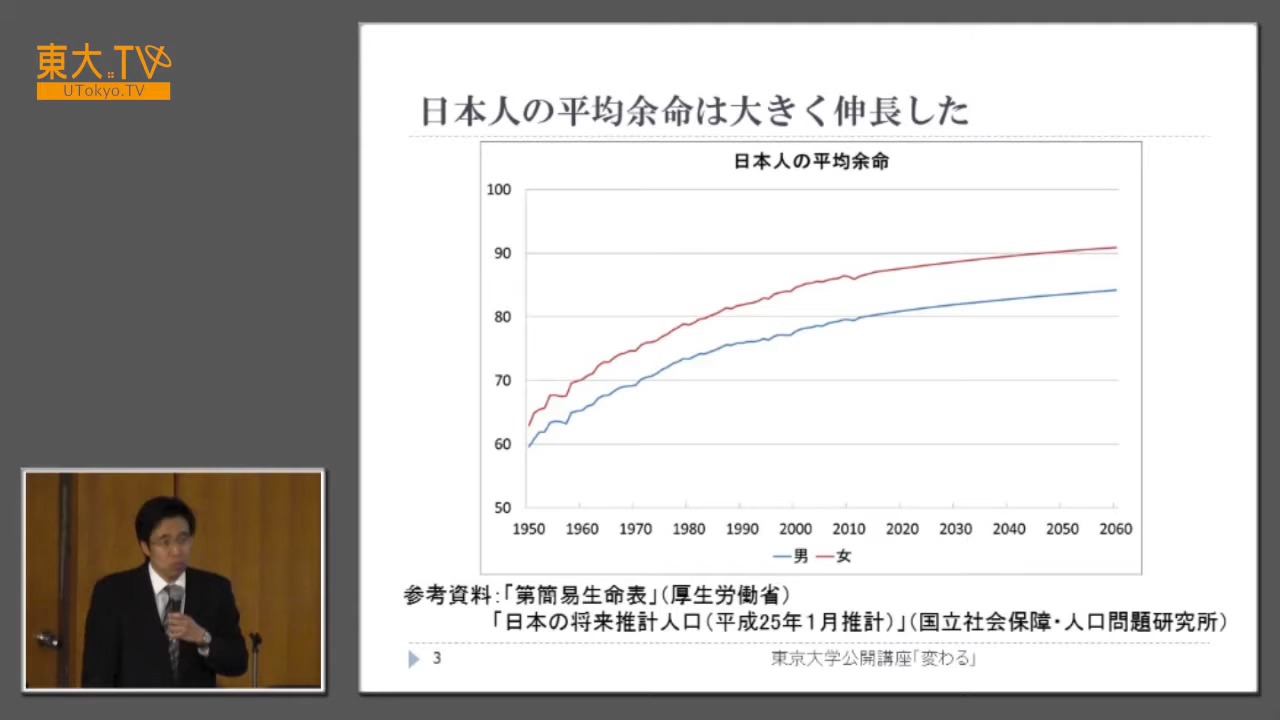 東大.TV
UTokyo.TV
日本人の平均余命は大きく伸長した
日本人の平均余命
100
90
80
70
60
50
1950 1960 1970 1980 1990 2000 2010 2020 2030 2040 2050 2060
男 女
参考資料：「第簡易生命表」（厚生労働省）
「日本の将来推計人口（平成25年1月推計）」（国立社会保障・人口問題研究所）
3
東京大学公開講座「変わる」